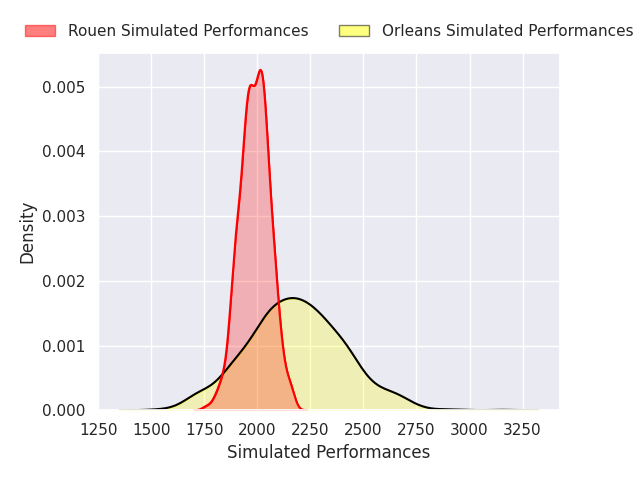 Rouen Simulated Performances Orleans Simulated Performances
0.005
0.004
0.003
0.002
0.001
0.000
Density
1250 1500 1750 2000 2250 2500 2750 3000 3250
Simulated Performances